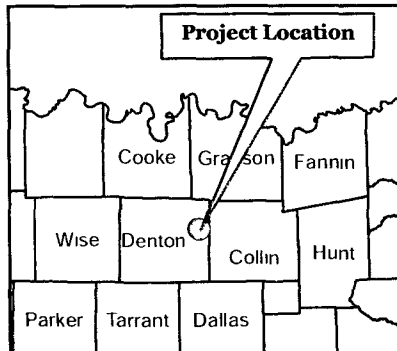 Project Location
Cooke Grayson Fannin
Wise Denton Collin Hunt
Parker Tarrant Dallas